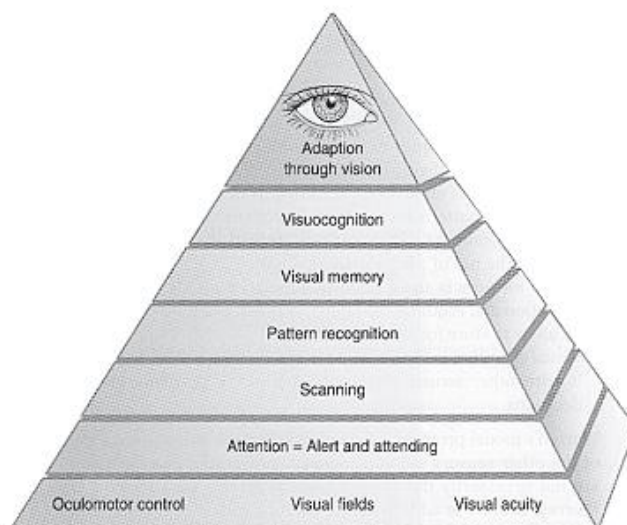 Adaption
through vision
Visuocognition
Visual memory
Pattern recognition
Scanning
Attention = Alert and attending
Oculomotor control Visual fields Visual acuity